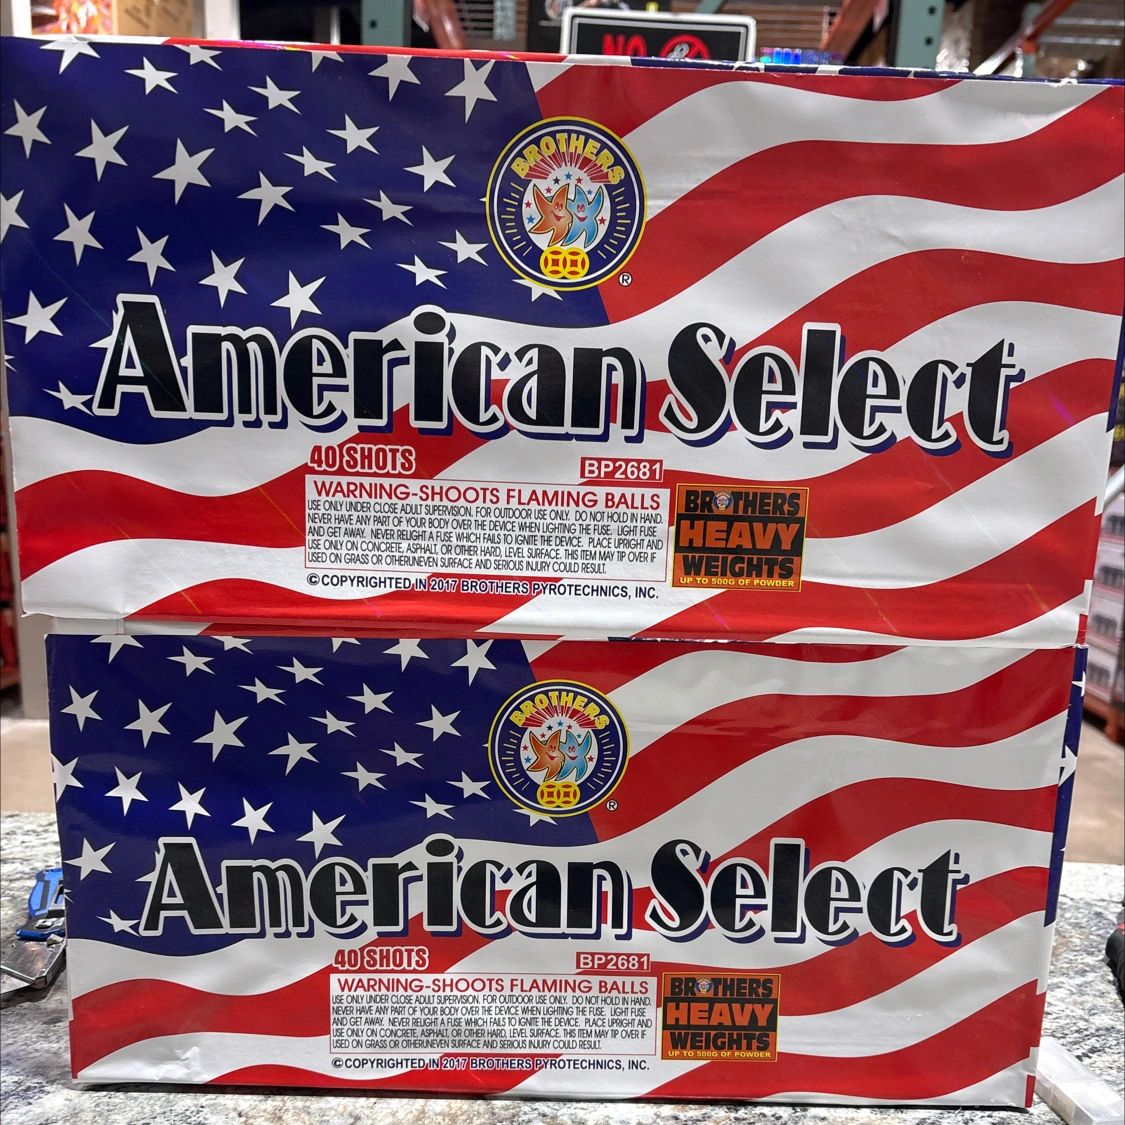 NO
BROTHERS
®
American Select
40 SHOTS
BP2681
WARNING-SHOOTS FLAMING BALLS
USE ONLY UNDER CLOSE ADULT SUPERVISION. FOR OUTDOOR USE ONLY. DO NOT HOLD IN HAND.
NEVER HAVE ANY PART OF YOUR BODY OVER THE DEVICE WHEN LIGHTING THE FUSE. LIGHT FUSE
AND GET AWAY. NEVER RELIGHT A FUSE WHICH FAILS TO IGNITE THE DEVICE. PLACE UPRIGHT AND
USE ONLY ON CONCRETE, ASPHALT, OR OTHER HARD, LEVEL SURFACE. THIS ITEM MAY TIP OVER IF
USED ON GRASS OR OTHERUNEVEN SURFACE AND SERIOUS INJURY COULD RESULT.
©COPYRIGHTED IN 2017 BROTHERS PYROTECHNICS, INC.
BROTHERS
HEAVY
WEIGHTS
UP TO 500G OF POWDER
BROTHERS
®
American Select
40 SHOTS
BP2681
WARNING-SHOOTS FLAMING BALLS
USE ONLY UNDER CLOSE ADULT SUPERVISION. FOR OUTDOOR USE ONLY. DO NOT HOLD IN HAND.
NEVER HAVE ANY PART OF YOUR BODY OVER THE DEVICE WHEN LIGHTING THE FUSE. LIGHT FUSE
AND GET AWAY. NEVER RELIGHT A FUSE WHICH FAILS TO IGNITE THE DEVICE. PLACE UPRIGHT AND
USE ONLY ON CONCRETE, ASPHALT, OR OTHER HARD, LEVEL SURFACE. THIS ITEM MAY TIP OVER IF
USED ON GRASS OR OTHERUNEVEN SURFACE AND SERIOUS INJURY COULD RESULT.
©COPYRIGHTED IN 2017 BROTHERS PYROTECHNICS, INC.
BROTHERS
HEAVY
WEIGHTS
UP TO 500G OF POWDER